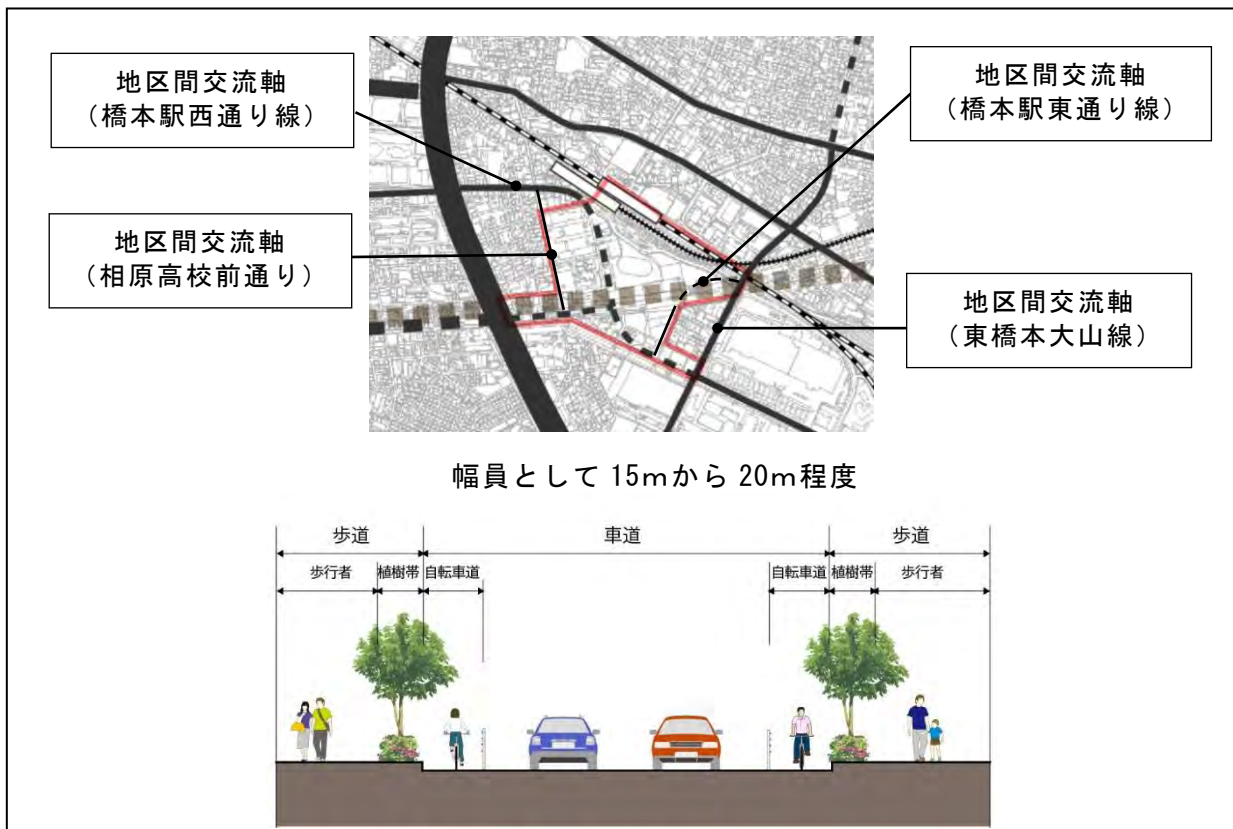 地区間交流軸
(橋本駅西通り線)
地区間交流軸
(橋本駅東通り線)
地区間交流軸
(相原高校前通り)
地区間交流軸
(東橋本大山線)
幅員として 15mから 20m程度
歩道 車道 歩道
歩行者 植樹帯 自転車道 自転車道 植樹帯 歩行者